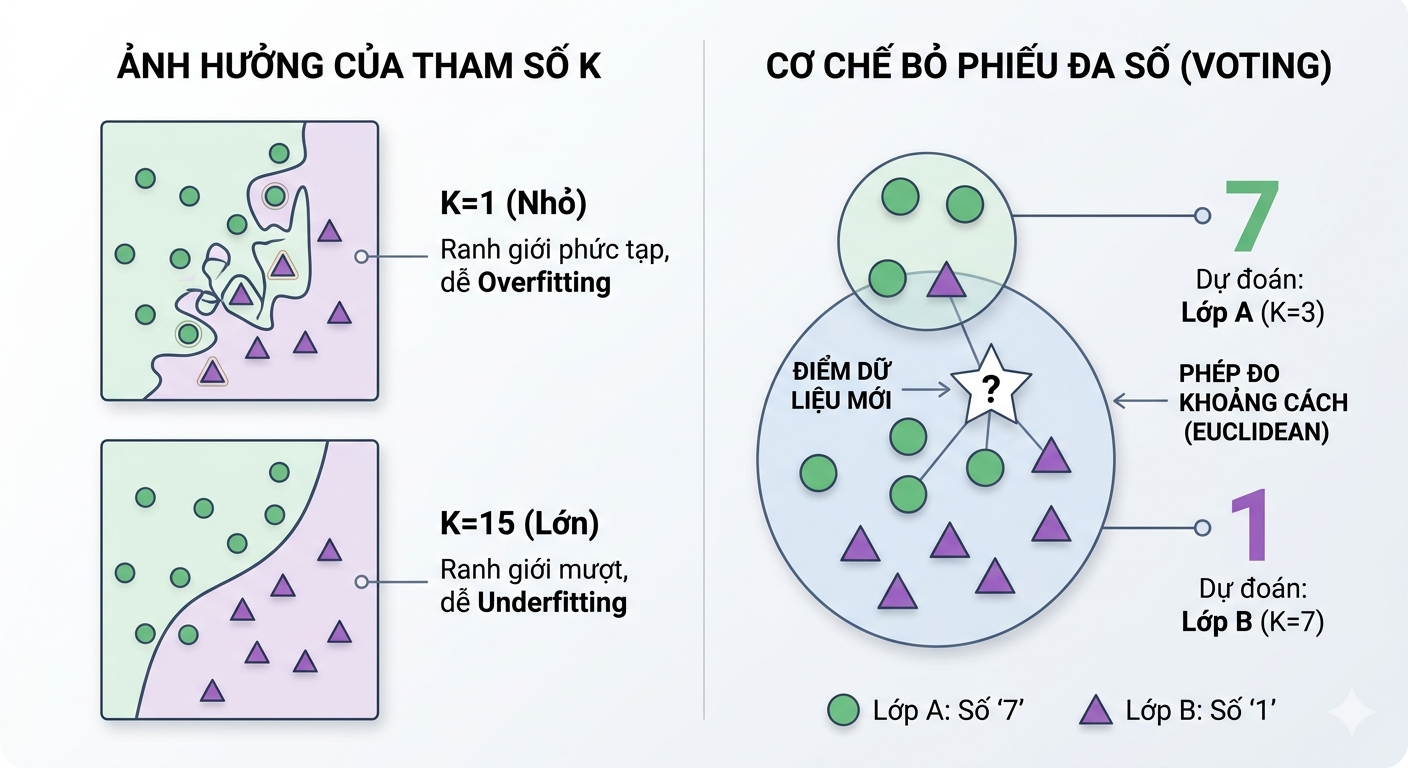 ẢNH HƯỞNG CỦA THAM SỐ K
K=1 (Nhỏ)
Ranh giới phức tạp,
dễ Overfitting
K=15 (Lớn)
Ranh giới mượt,
dễ Underfitting
CƠ CHẾ BỎ PHIẾU ĐA SỐ (VOTING)
7
Dự đoán:
Lớp A (K=3)
ĐIỂM DỮ
LIỆU MỚI
?
PHÉP ĐO
KHOẢNG CÁCH
(EUCLIDEAN)
1
Dự đoán:
Lớp B (K=7)
Lớp A: Số ‘7’
Lớp B: Số ‘1’